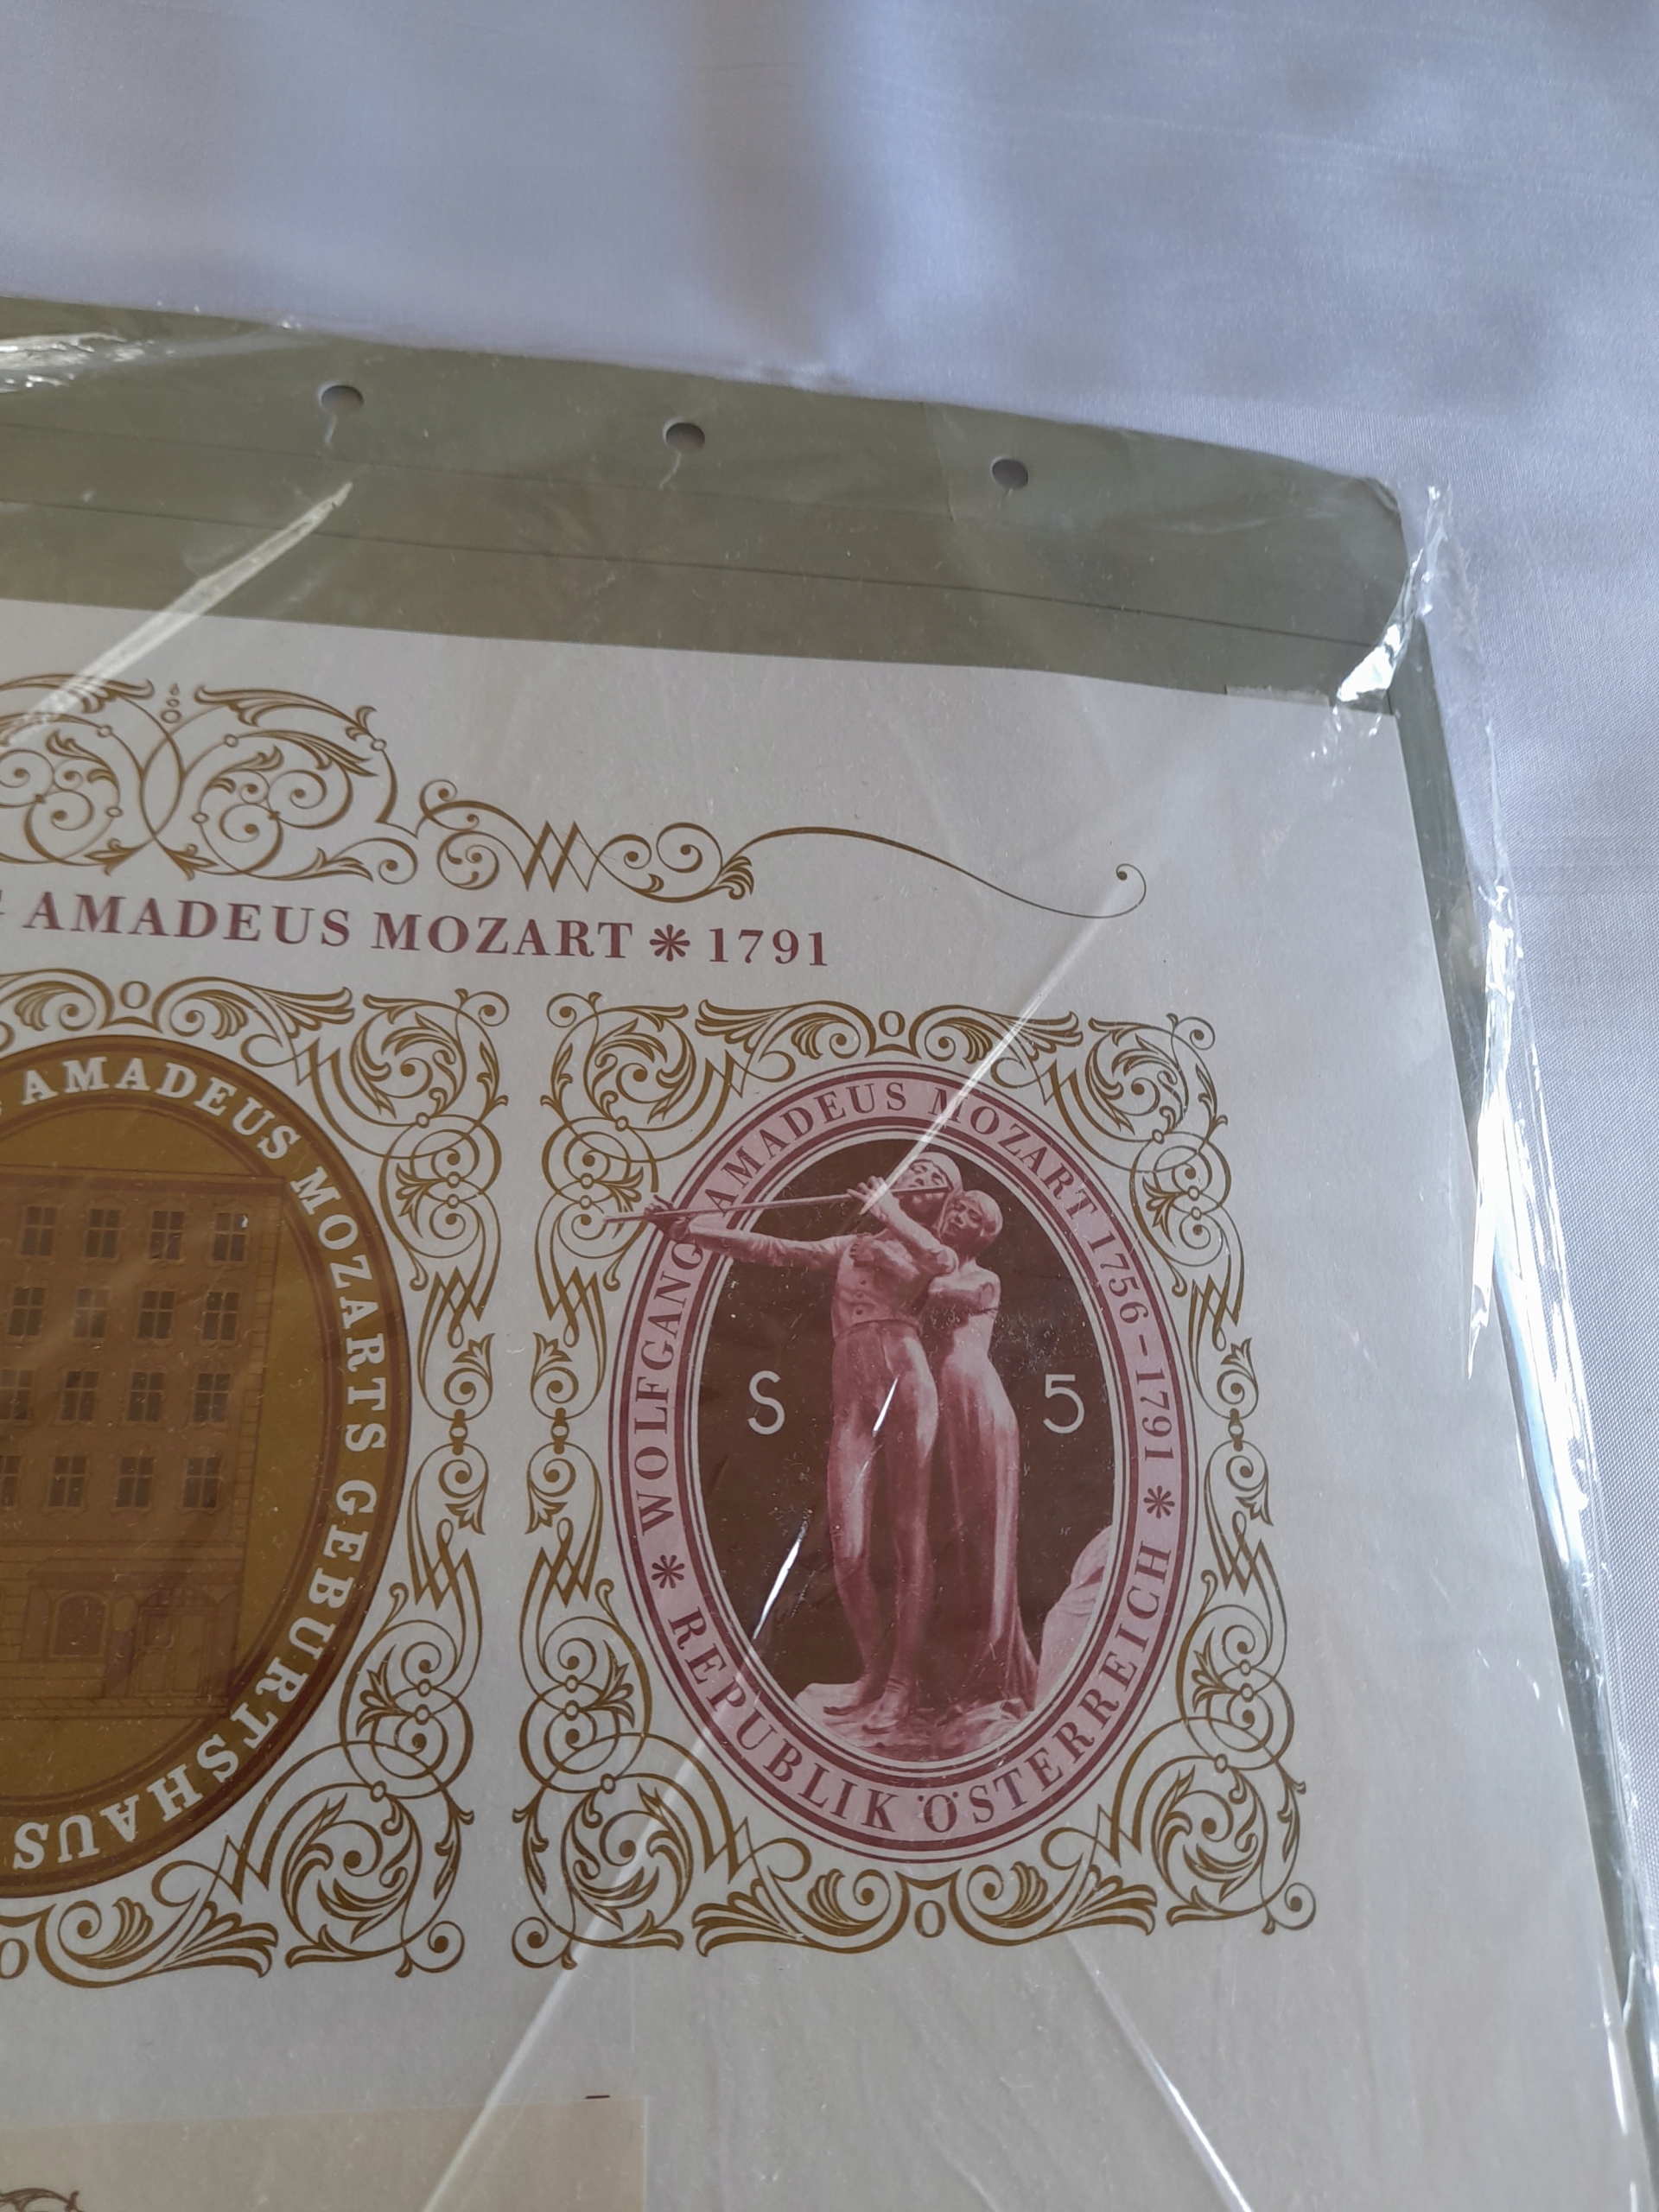 AMADEUS MOZART * 1791
AMADEUS MOZARTS GEBURTSHAUS
WOLFGANG AMADEUS MOZART 1756–1791 * REPUBLIK ÖSTERREICH *
S 5